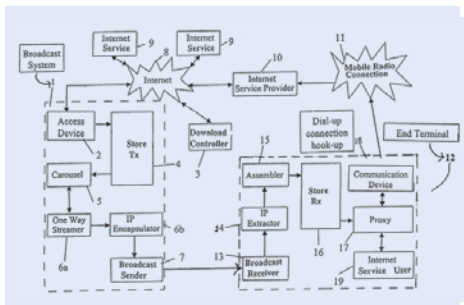 Broadcast
System
1
Internet
Service
9
Internet
Service
9
8
Internet
10
Internet
Service
Provider
11
Mobile Radio
Connection
Access
Device
2
Store
Tx
4
Download
Controller
3
Carousel
5
One Way
Streamer
6a
IP
Encapsulator
6b
Broadcast
Sender
7
Dial-up
connection
hook-up
18
End Terminal
12
15
Assembler
Store
Rx
16
Communication
Device
IP
Extractor
14
Proxy
17
13
Broadcast
Receiver
Internet
Service User
19